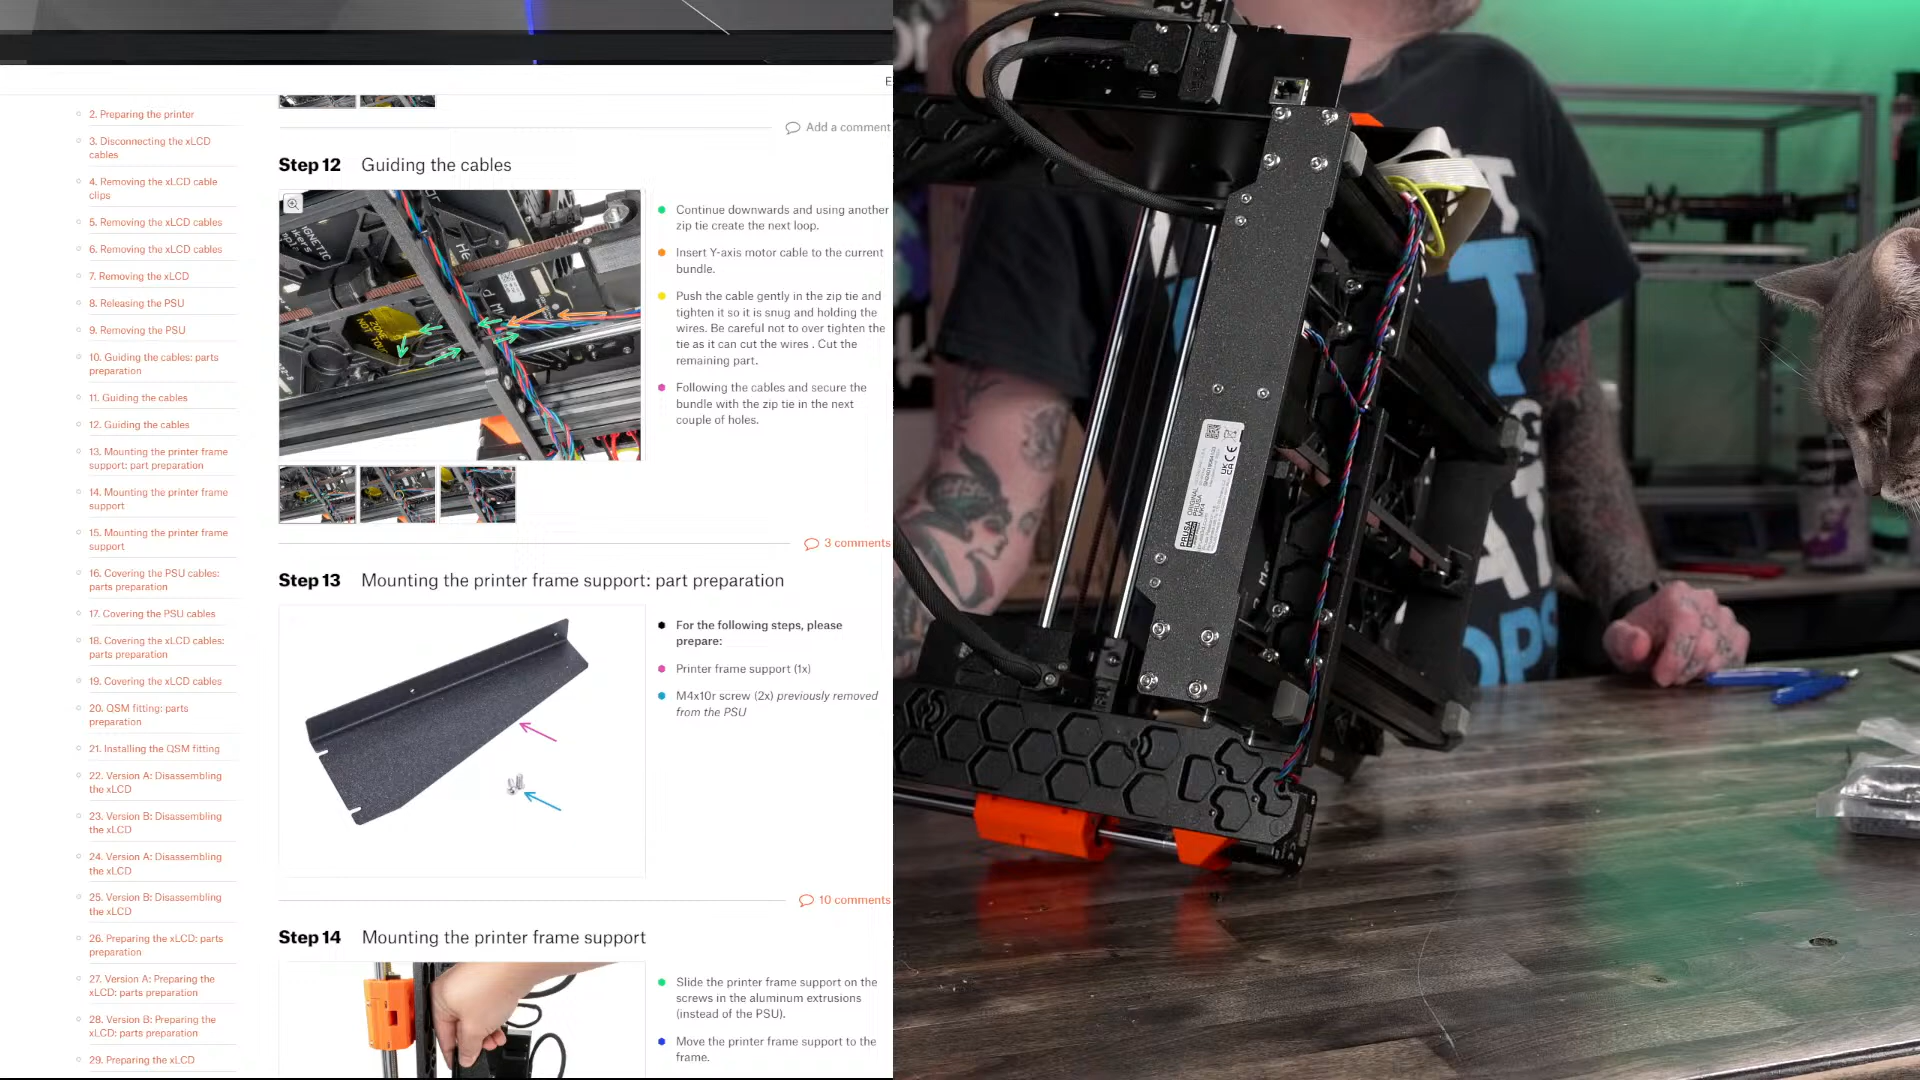 E
2. Preparing the printer
3. Disconnecting the xLCD
cables
4. Removing the xLCD cable
clips
5. Removing the xLCD cables
6. Removing the xLCD cables
7. Removing the xLCD
8. Releasing the PSU
9. Removing the PSU
10. Guiding the cables: parts
preparation
11. Guiding the cables
12. Guiding the cables
13. Mounting the printer frame
support: part preparation
14. Mounting the printer frame
support
15. Mounting the printer frame
support
16. Covering the PSU cables:
parts preparation
17. Covering the PSU cables
18. Covering the xLCD cables:
parts preparation
19. Covering the xLCD cables
20. QSM fitting: parts
preparation
21. Installing the QSM fitting
22. Version A: Disassembling
the xLCD
23. Version B: Disassembling
the xLCD
24. Version A: Disassembling
the xLCD
25. Version B: Disassembling
the xLCD
26. Preparing the xLCD: parts
preparation
27. Version A: Preparing the
xLCD: parts preparation
28. Version B: Preparing the
xLCD: parts preparation
29. Preparing the xLCD
Add a comment
Step 12 Guiding the cables
Continue downwards and using another
zip tie create the next loop.
Insert Y-axis motor cable to the current
bundle.
Push the cable gently in the zip tie and
tighten it so it is snug and holding the
wires. Be careful not to over tighten the
tie as it can cut the wires . Cut the
remaining part.
Following the cables and secure the
bundle with the zip tie in the next
couple of holes.
3 comments
Step 13 Mounting the printer frame support: part preparation
For the following steps, please
prepare:
Printer frame support (1x)
M4x10r screw (2x) previously removed
from the PSU
10 comments
Step 14 Mounting the printer frame support
Slide the printer frame support on the
screws in the aluminum extrusions
(instead of the PSU).
Move the printer frame support to the
frame.
PRUSA
ORIGINAL
PRUSA
MK4
UK
CA
CE